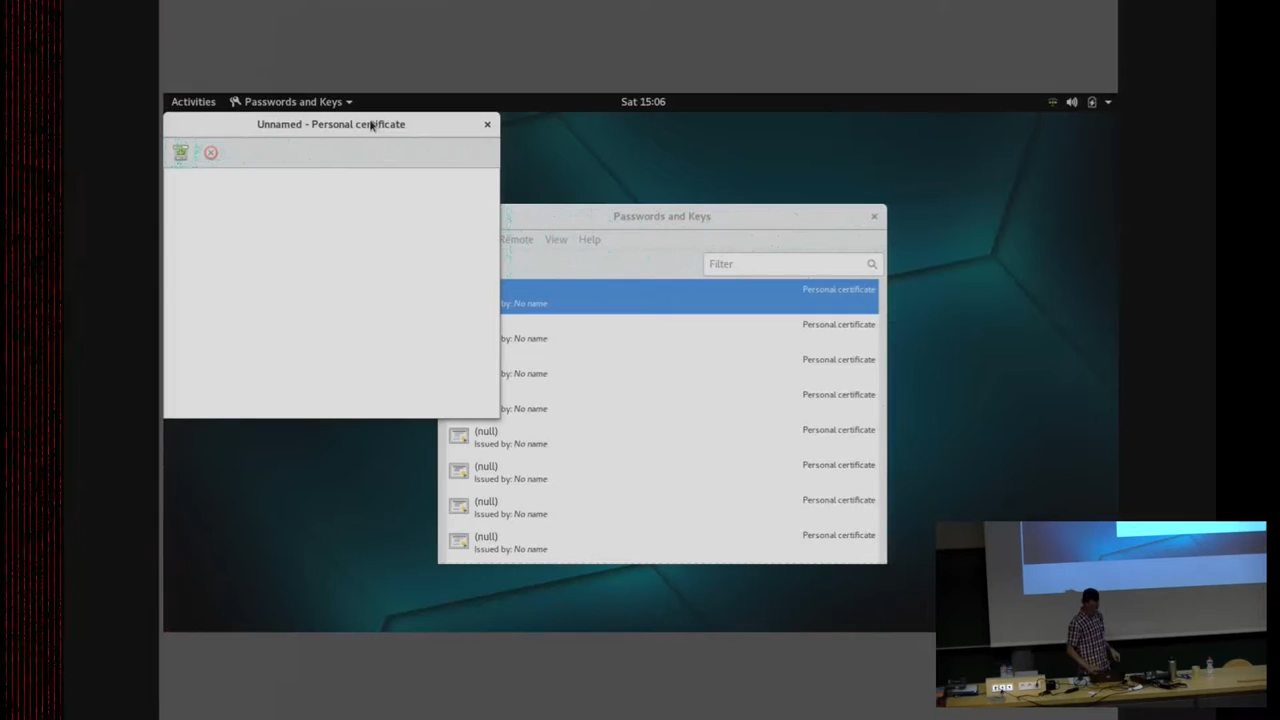 Activities
Passwords and Keys
Sat 15:06
Unnamed - Personal certificate
Passwords and Keys
Remote View Help
Filter
Personal certificate
by: No name
Personal certificate
by: No name
Personal certificate
by: No name
Personal certificate
by: No name
(null) Personal certificate
Issued by: No name
(null) Personal certificate
Issued by: No name
(null) Personal certificate
Issued by: No name
(null) Personal certificate
Issued by: No name